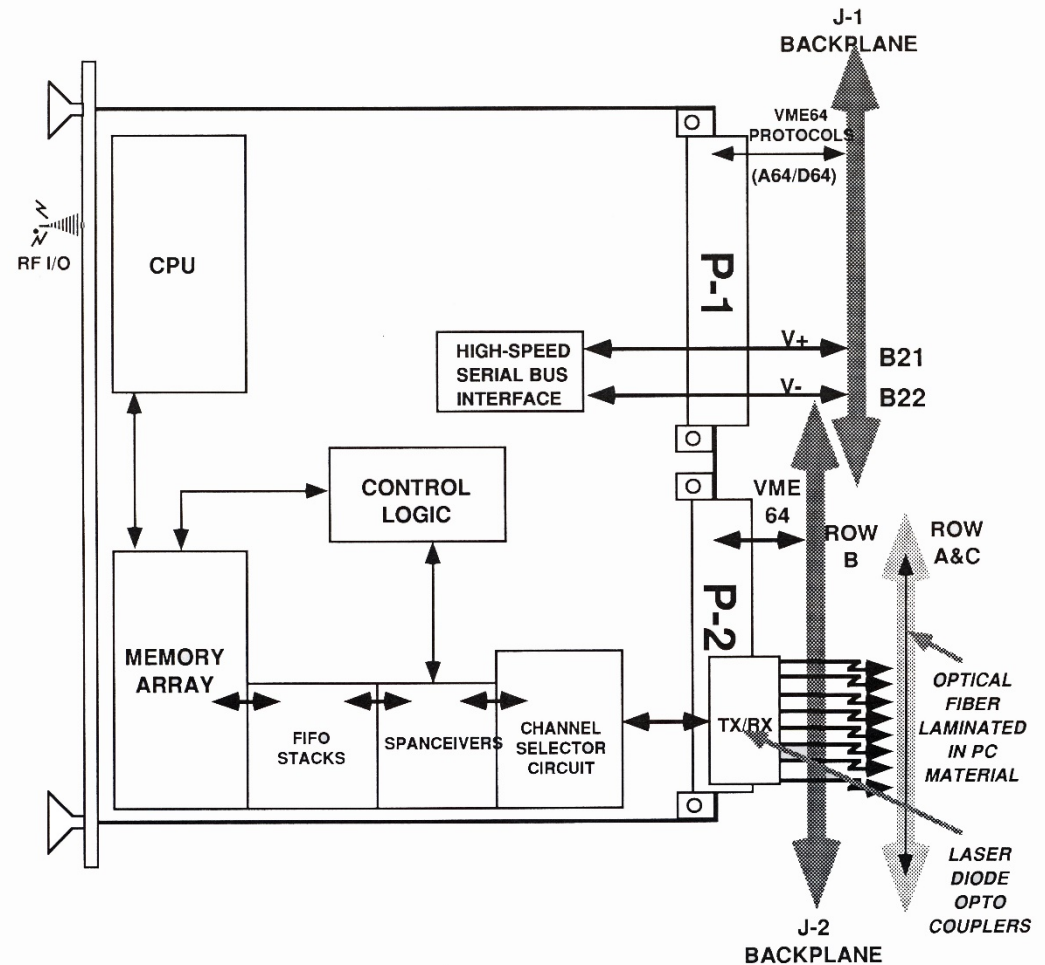 J-1
BACKPLANE
VME64
PROTOCOLS
(A64/D64)
RF I/O
CPU
P-1
HIGH-SPEED
SERIAL BUS
INTERFACE
V+
B21
V-
B22
CONTROL
LOGIC
VME
64
ROW
B
ROW
A&C
P-2
MEMORY
ARRAY
FIFO
STACKS
SPANCEIVERS
CHANNEL
SELECTOR
CIRCUIT
TX/RX
OPTICAL
FIBER
LAMINATED
IN PC
MATERIAL
LASER
DIODE
OPTO
COUPLERS
J-2
BACKPLANE